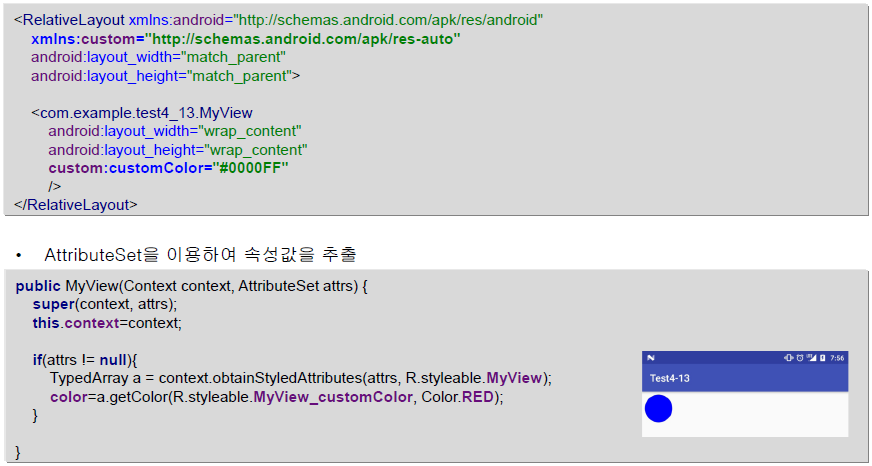 <RelativeLayout xmlns:android="http://schemas.android.com/apk/res/android"
    xmlns:custom="http://schemas.android.com/apk/res-auto"
    android:layout_width="match_parent"
    android:layout_height="match_parent">

    <com.example.test4_13.MyView
        android:layout_width="wrap_content"
        android:layout_height="wrap_content"
        custom:customColor="#0000FF"
        />
</RelativeLayout>

• AttributeSet을 이용하여 속성값을 추출

public MyView(Context context, AttributeSet attrs) {
    super(context, attrs);
    this.context=context;

    if(attrs != null){
        TypedArray a = context.obtainStyledAttributes(attrs, R.styleable.MyView);
        color=a.getColor(R.styleable.MyView_customColor, Color.RED);
    }

}

7:56
Test4-13